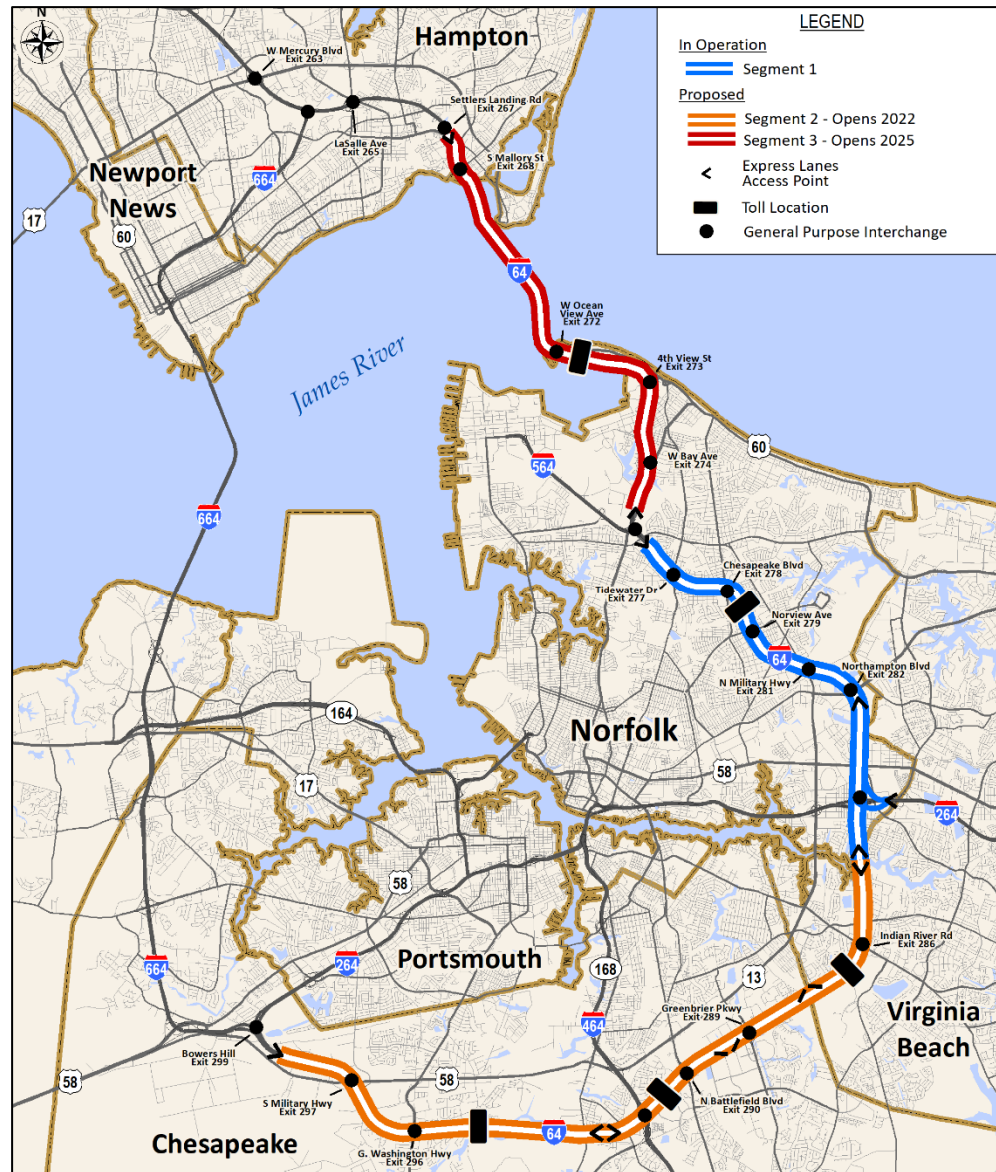 N
Hampton
W Mercury Blvd
Exit 263
Settlers Landing Rd
Exit 267
LaSalle Ave
Exit 265
S Mallory St
Exit 268
Newport
News
664
17
60
LEGEND
In Operation
Segment 1
Proposed
Segment 2 - Opens 2022
Segment 3 - Opens 2025
Express Lanes
Access Point
Toll Location
General Purpose Interchange
64
W Ocean
View Ave
Exit 272
James River
4th View St
Exit 273
60
W Bay Ave
Exit 274
564
664
Chesapeake Blvd
Exit 278
Tidewater Dr
Exit 277
Norview Ave
Exit 279
64
N Military Hwy
Exit 281
Northampton Blvd
Exit 282
164
Norfolk
17
58
264
58
Indian River Rd
Exit 286
664
264
Portsmouth
168
13
464
Greenbrier Pkwy
Exit 289
Virginia
Beach
Bowers Hill
Exit 299
58
S Military Hwy
Exit 297
58
N Battlefield Blvd
Exit 290
Chesapeake
G. Washington Hwy
Exit 296
64